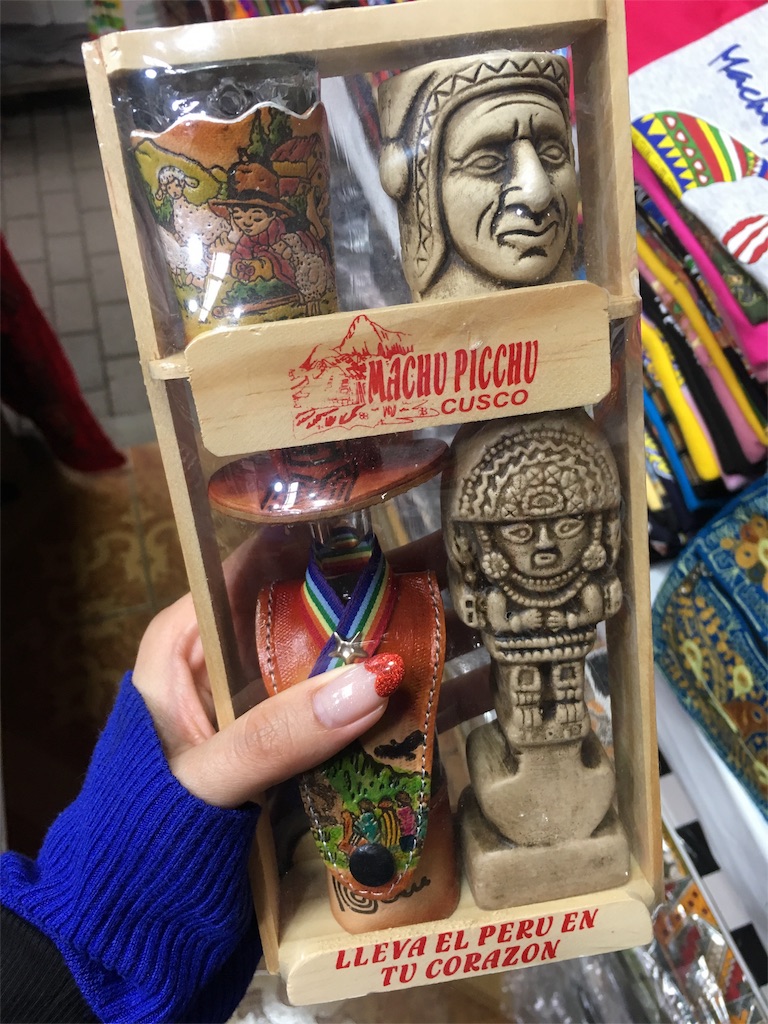 MACHU PICCHU
CUSCO
LLEVA EL PERU EN
TU CORAZON